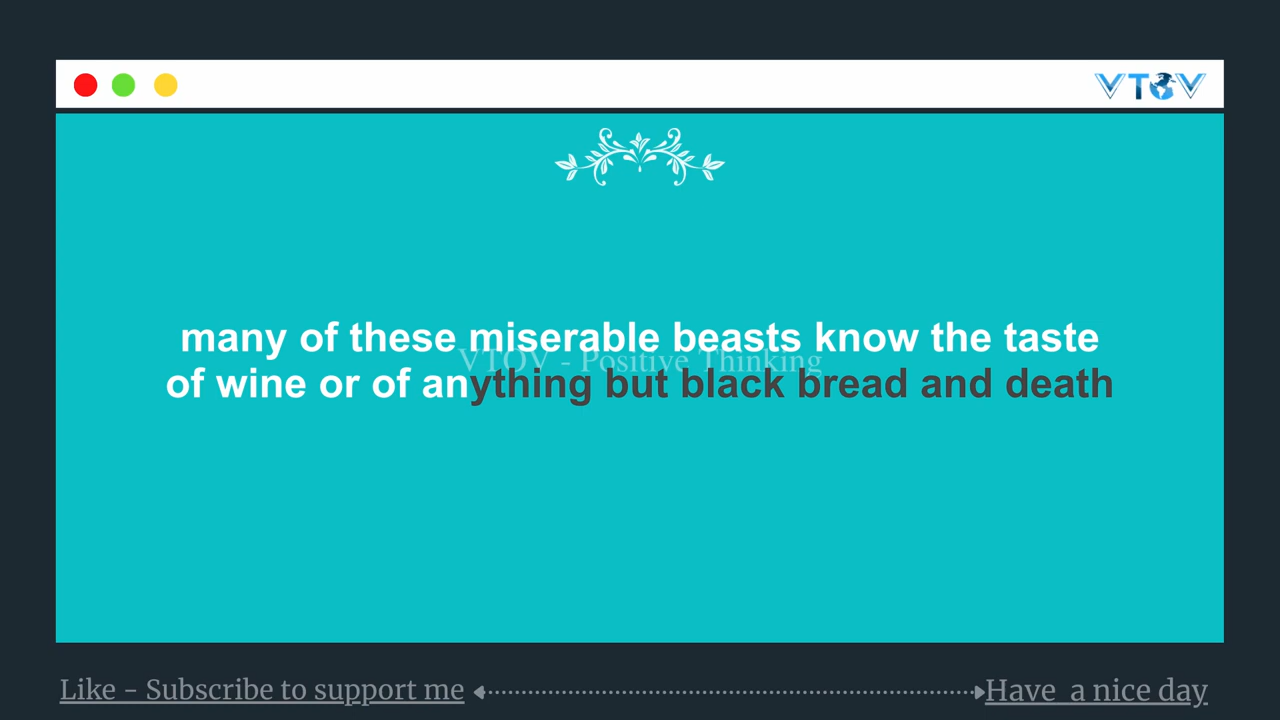 VTOV
many of these miserable beasts know the taste
VTOV - Positive Thinking
of wine or of anything but black bread and death
Like - Subscribe to support me
Have a nice day